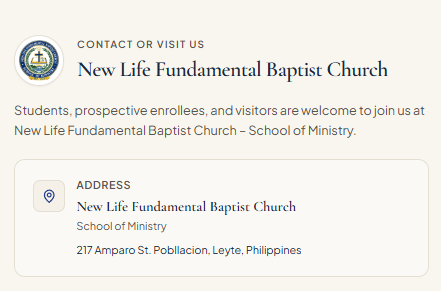 CONTACT OR VISIT US
New Life Fundamental Baptist Church
Students, prospective enrollees, and visitors are welcome to join us at
New Life Fundamental Baptist Church – School of Ministry.
ADDRESS
New Life Fundamental Baptist Church
School of Ministry
217 Amparo St. Pobllacion, Leyte, Philippines